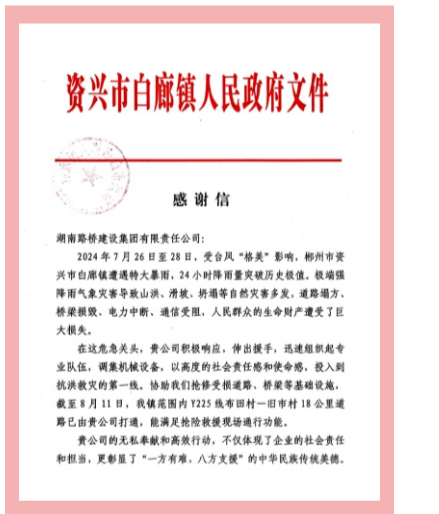 资兴市白廊镇人民政府文件
感谢信
湖南路桥建设集团有限责任公司:
2024年7月26日至28日，受台风“格美”影响，郴州市资
兴市白廊镇遭遇特大暴雨，24小时降雨量突破历史极值。极端强
降雨气象灾害导致山洪、滑坡、坍塌等自然灾害多发，道路塌方、
桥梁损毁、电力中断、通信受阻，人民群众的生命财产遭受了巨
大损失。
在这危急关头，贵公司积极响应，伸出援手，迅速组织起专
业队伍，调集机械设备，以高度的社会责任感和使命感，投入到
抗洪救灾的第一线。协助我们抢修受损道路、桥梁等基础设施，
截至8月11日，我镇范围内Y225线布田村—旧市村18公里道
路已由贵公司打通，能满足抢险救援现场通行功能。
贵公司的无私奉献和高效行动，不仅体现了企业的社会责任
和担当，更彰显了“一方有难，八方支援”的中华民族传统美德。